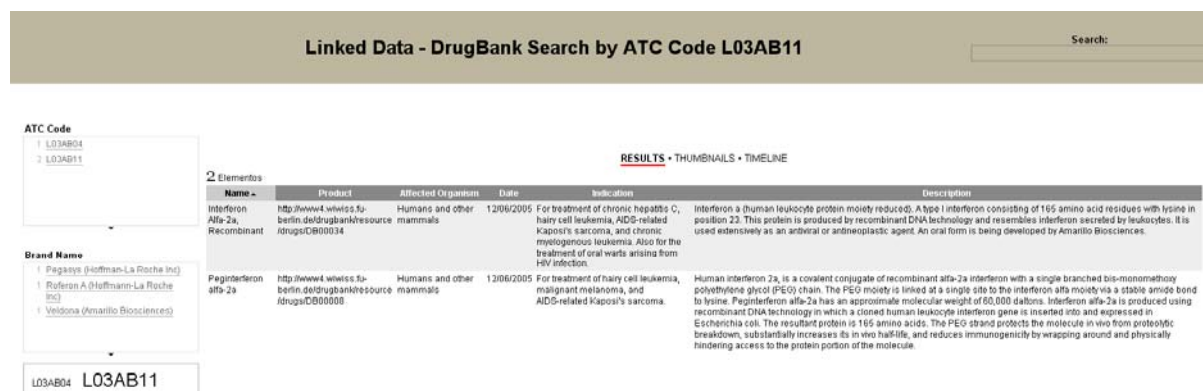 Linked Data - DrugBank Search by ATC Code L03AB11
Search:
ATC Code
1 L03AB04
2 L03AB11
Brand Name
1 Pegasys (Hoffman-La Roche Inc)
1 Roferon A (Hoffmann-La Roche
Inc)
1 Veldona (Amarillo Biosciences)
L03AB04 L03AB11
RESULTS • THUMBNAILS • TIMELINE
2 Elementos
Name Product Affected Organism Date Indication Description
Interferon
Alfa-2a,
Recombinant
http://www4.wiwiss.fu-
berlin.de/drugbank/resource
/drugs/DB00034
Humans and other
mammals
12/06/2005
For treatment of chronic hepatitis C,
hairy cell leukemia, AIDS-related
Kaposi's sarcoma, and chronic
myelogenous leukemia. Also for the
treatment of oral warts arising from
HIV infection.
Interferon a (human leukocyte protein moiety reduced). A type I interferon consisting of 165 amino acid residues with lysine in
position 23. This protein is produced by recombinant DNA technology and resembles interferon secreted by leukocytes. It is
used extensively as an antiviral or antineoplastic agent. An oral form is being developed by Amarillo Biosciences.
Peginterferon
alfa-2a
http://www4.wiwiss.fu-
berlin.de/drugbank/resource
/drugs/DB00008
Humans and other
mammals
12/06/2005
For treatment of hairy cell leukemia,
malignant melanoma, and
AIDS-related Kaposi's sarcoma.
Human interferon 2a, is a covalent conjugate of recombinant alfa-2a interferon with a single branched bis-monomethoxy
polyethylene glycol (PEG) chain. The PEG moiety is linked at a single site to the interferon alfa moiety via a stable amide bond
to lysine. Peginterferon alfa-2a has an approximate molecular weight of 60,000 daltons. Interferon alfa-2a is produced using
recombinant DNA technology in which a cloned human leukocyte interferon gene is inserted into and expressed in
Escherichia coli. The resultant protein is 165 amino acids. The PEG strand protects the molecule in vivo from proteolytic
breakdown, substantially increases its in vivo half-life, and reduces immunogenicity by wrapping around and physically
hindering access to the protein portion of the molecule.